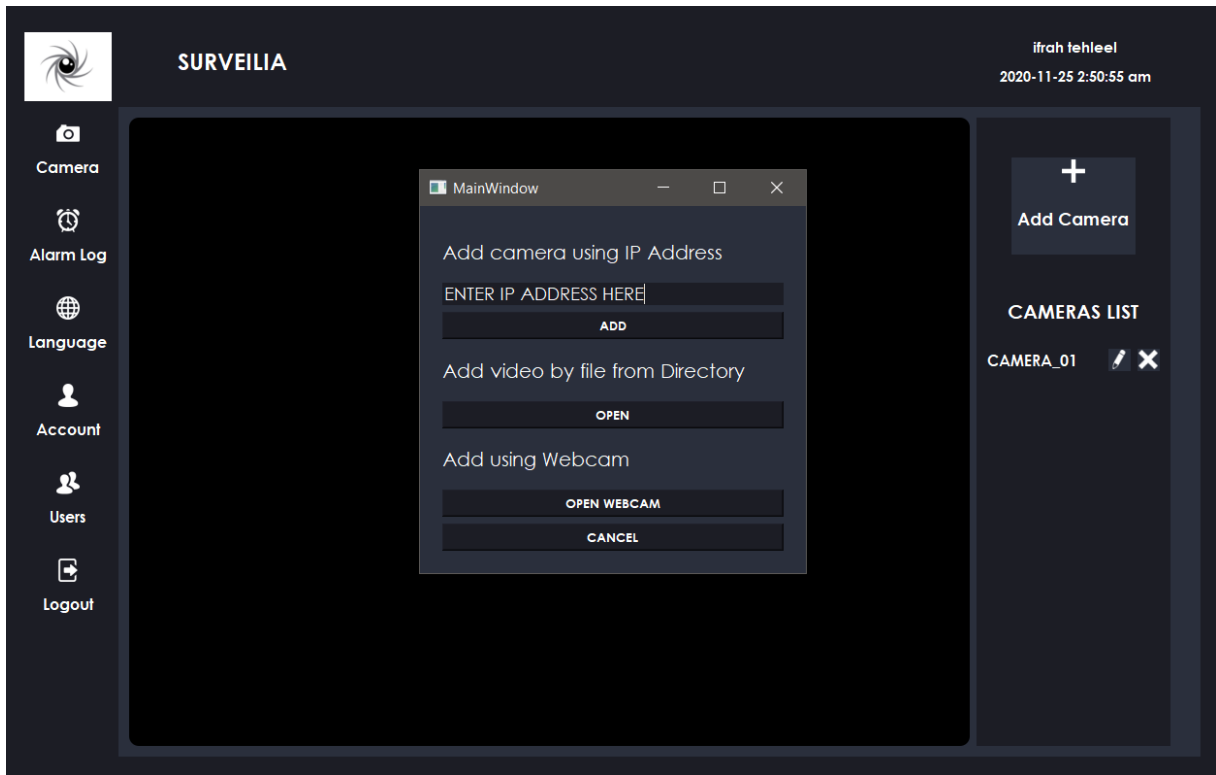 SURVEILIA
ifrah tehleel
2020-11-25 2:50:55 am
Camera
Alarm Log
Language
Account
Users
Logout
MainWindow
Add camera using IP Address
ENTER IP ADDRESS HERE
ADD
Add video by file from Directory
OPEN
Add using Webcam
OPEN WEBCAM
CANCEL
Add Camera
CAMERAS LIST
CAMERA_01